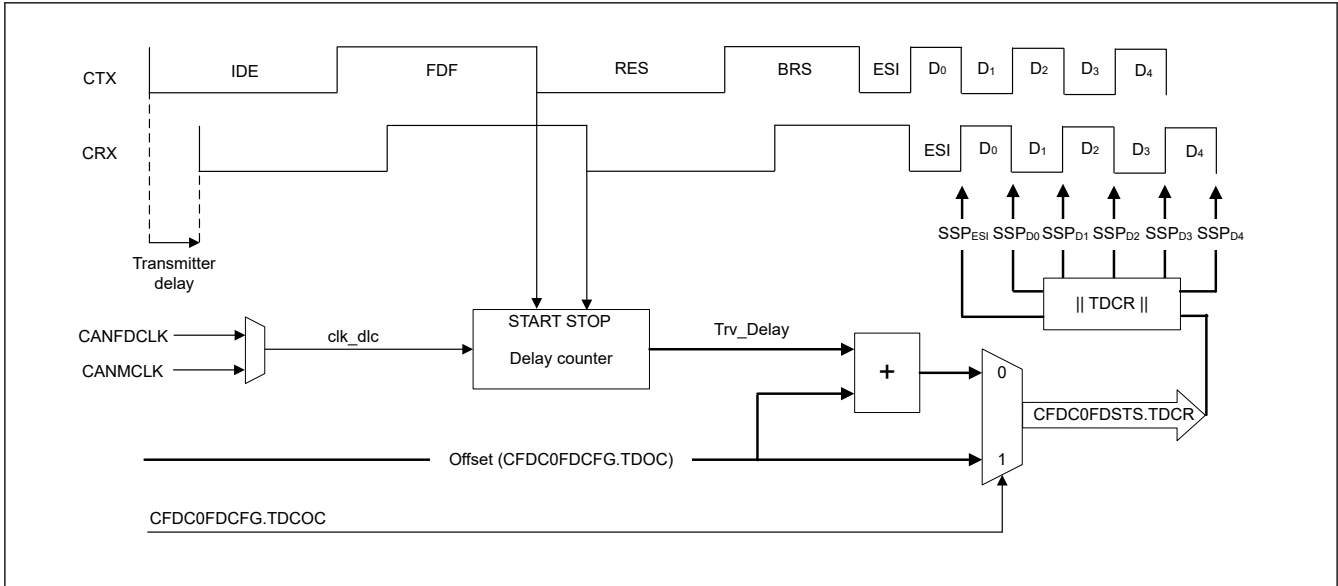 CTX IDE FDF RES BRS ESI D0 D1 D2 D3 D4
CRX ESI D0 D1 D2 D3 D4
SSPESI SSPD0 SSPD1 SSPD2 SSPD3 SSPD4
Transmitter
delay
|| TDCR ||
CANFDCLK
CANMCLK
clk_dlc
START STOP
Delay counter
Trv_Delay
+
0
1
CFDC0FDSTS.TDCR
Offset (CFDC0FDCFG.TDOC)
CFDC0FDCFG.TDCOC